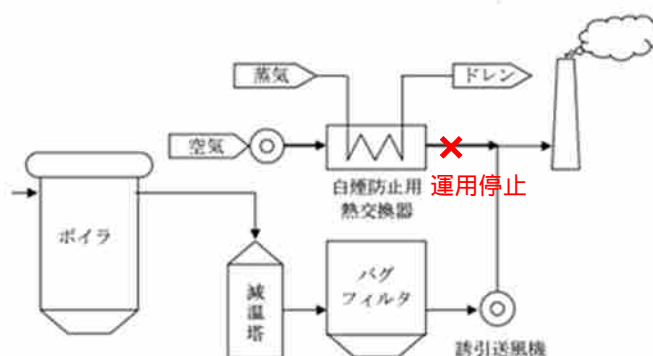 蒸気
ドレン
空気
白煙防止用
熱交換器
運用停止
ボイラ
減温塔
バグ
フィルタ
誘引送風機